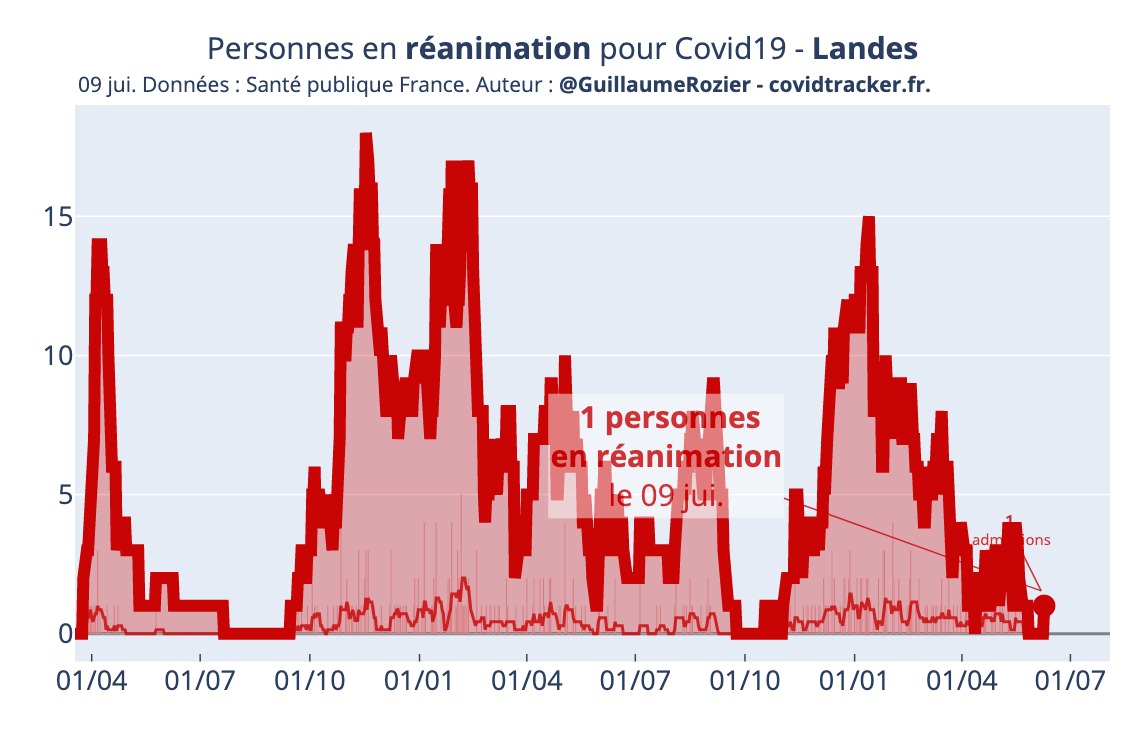 Personnes en réanimation pour Covid19 - Landes
09 jui. Données : Santé publique France. Auteur : @GuillaumeRozier - covidtracker.fr.
15
10
5
0
1 personnes
en réanimation
le 09 jui.
1
admissions
01/04 01/07 01/10 01/01 01/04 01/07 01/10 01/01 01/04 01/07